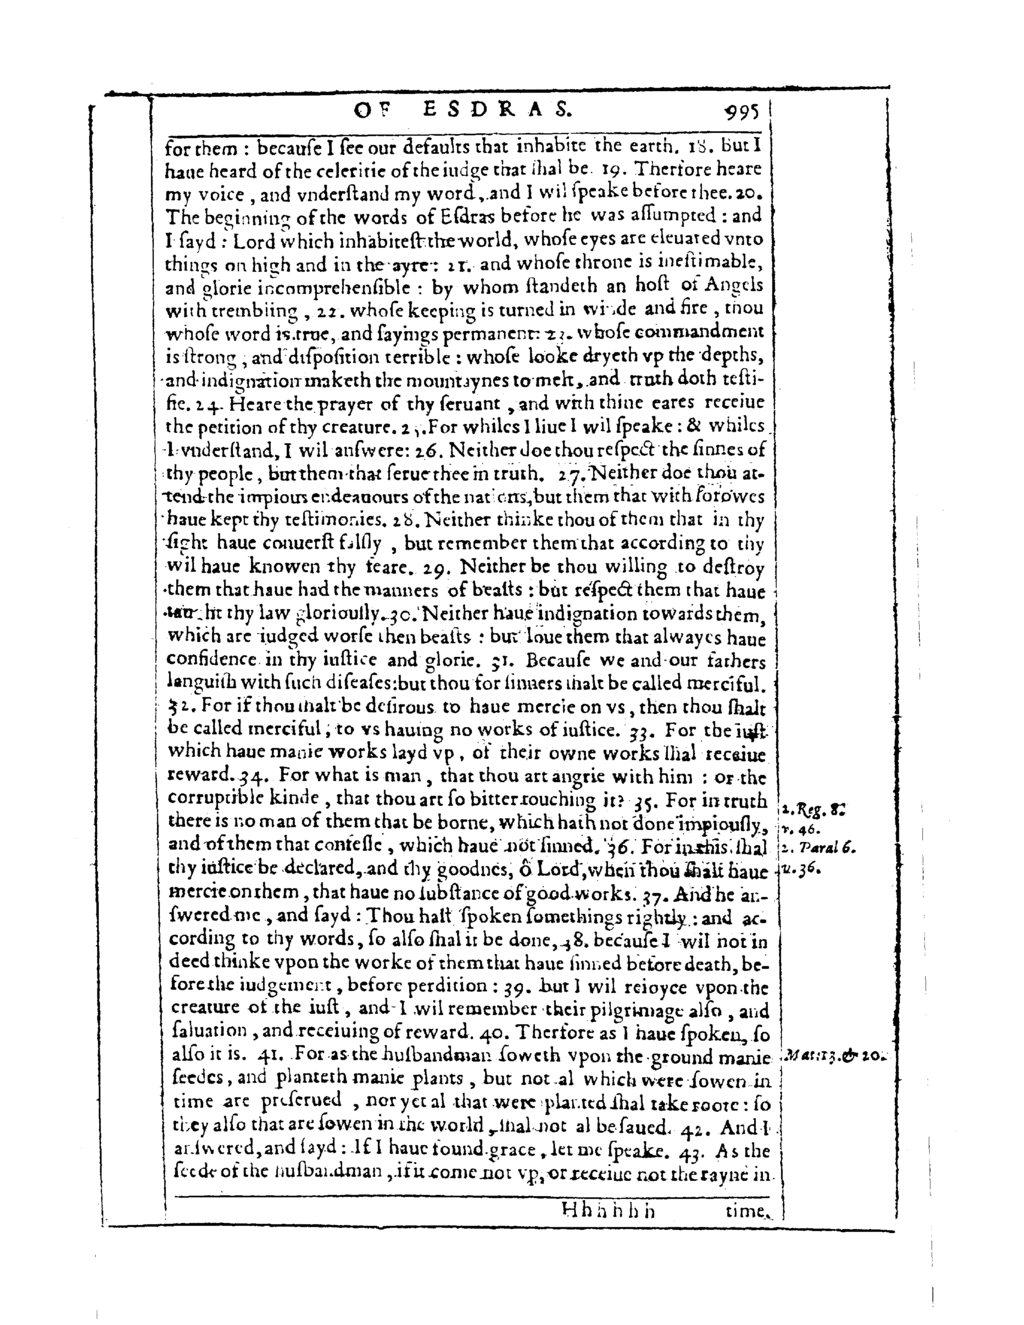 OF ESDRAS. 995
for them : becauſe I ſee our defaults that inhabite the earth. 18. But I
haue heard of the celeritie of the iudge that ſhal be. 19. Therfore heare
my voice , and vnderſtand my word, and I wil ſpeake before thee. 20.
The beginning of the words of Eſdras before he was aſſumpted : and
I ſayd : Lord which inhabiteſt the world, whoſe eyes are eleuated vnto
things on high and in the ayre : 21. and whoſe throne is ineſtimable,
and glorie incomprehenſible : by whom ſtandeth an hoſt of Angels
with trembling , 22. whoſe keeping is turned in winde and fire , thou
whoſe word is true, and ſayings permanent: 23. whoſe commandment
is ſtrong , and diſpoſition terrible : whoſe looke dryeth vp the depths,
and indignation maketh the mountaynes to melt, and truth doth teſti-
fie. 24. Heare the prayer of thy ſeruant , and with thine eares receiue
the petition of thy creature. 25. For whiles I liue I wil ſpeake : & whiles
I vnderſtand, I wil anſwere: 26. Neither doe thou reſpect the ſinnes of
thy people , but them that ſerue thee in truth. 27. Neither doe thou at-
tend the impious endeauours of the nations, but them that with ſorowes
haue kept thy teſtimonies. 28. Neither thinke thou of them that in thy
ſight haue conuerſt falſly , but remember them that according to thy
wil haue knowen thy feare. 29. Neither be thou willing to deſtroy
them that haue had the manners of beaſts : but reſpect them that haue
taught thy law gloriouſly. 30. Neither haue indignation towards them,
which are iudged worſe then beaſts : but loue them that alwayes haue
confidence in thy iuſtice and glorie. 31. Becauſe we and our fathers
languiſh with ſuch diſeaſes: but thou for ſinners ſhalt be called merciful.
32. For if thou ſhalt be deſirous to haue mercie on vs , then thou ſhalt
be called merciful , to vs hauing no works of iuſtice. 33. For the iuſt
which haue manie works layd vp , of their owne works ſhal receiue
reward. 34. For what is man , that thou art angrie with him : or the
corruptible kinde , that thou art ſo bitter touching it? 35. For in truth
there is no man of them that be borne, which hath not done impiouſly,
and of them that confeſſe , which haue not ſinned. 36. For in this ſhal
thy iuſtice be declared, and thy goodnes, ô Lord, when thou ſhalt haue
mercie on them , that haue no ſubſtance of good works. 37. And he an-
ſwered me , and ſayd : Thou haſt ſpoken ſomethings rightly : and ac-
cording to thy words, ſo alſo ſhal it be done, 38. becauſe I wil not in
deed thinke vpon the worke of them that haue ſinned before death, be-
fore the iudgement , before perdition : 39. but I wil reioyce vpon the
creature of the iuſt , and I wil remember their pilgrimage alſo , and
ſaluation , and receiuing of reward. 40. Therfore as I haue ſpoken, ſo
alſo it is. 41. For as the huſbandman ſoweth vpon the ground manie
ſeedes, and planteth manie plants , but not al which were ſowen in
time are preſerued , nor yet al that were planted ſhal take roote : ſo
they alſo that are ſowen in the world , ſhal not al be ſaued. 42. And I
anſwered, and ſayd : If I haue found grace , let me ſpeake. 43. As the
ſeede of the huſbandman , if it come not vp, or receiue not the rayne in
Hhhhhh time,
2. Reg. 8.
v. 46.
2. Paral 6.
v. 36.
Mat: 13. & 20.